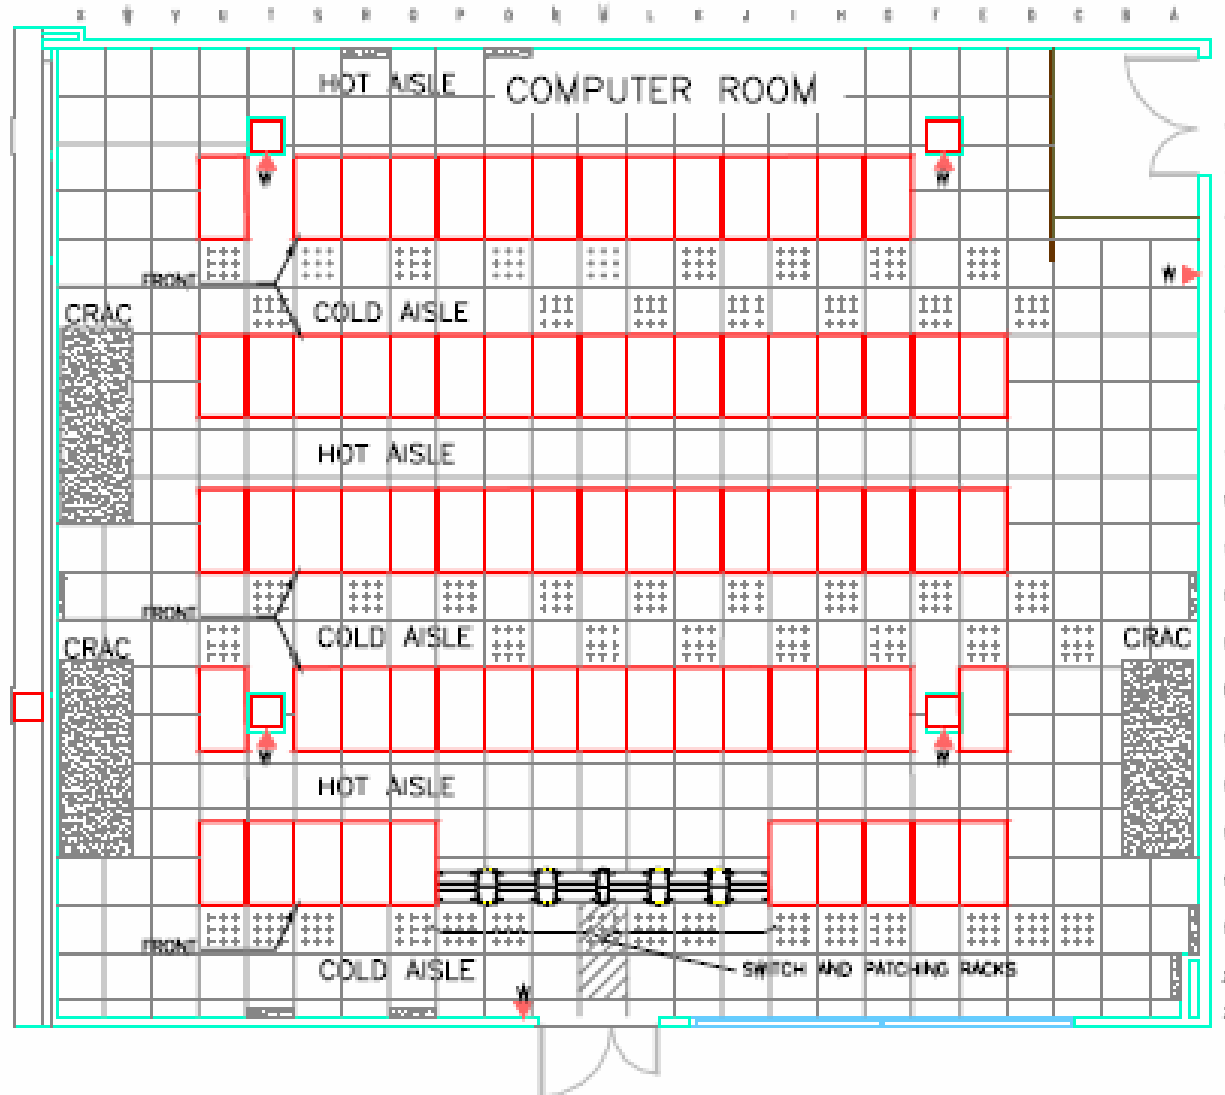 U T S R Q P L K J I H G F E D C B A
HOT AISLE
COMPUTER ROOM
W
W
FRONT
W
CRAC
COLD AISLE
HOT AISLE
FRONT
COLD AISLE
CRAC
CRAC
W
W
HOT AISLE
FRONT
COLD AISLE
SWITCH AND PATCHING RACKS
W